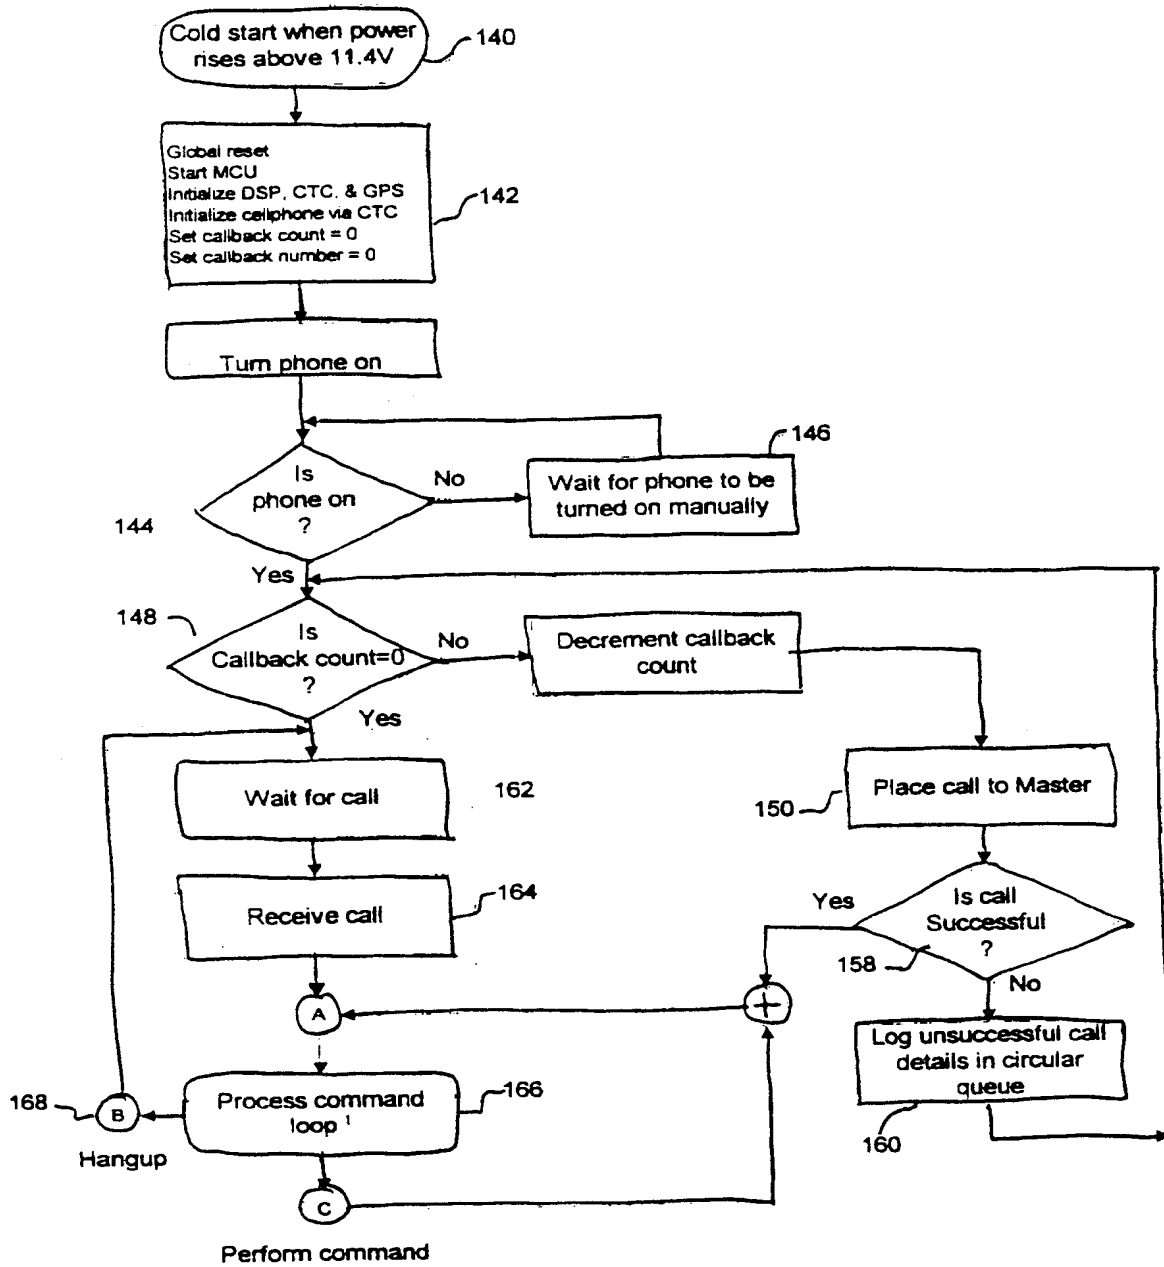 Cold start when power
rises above 11.4V
140
Global reset
Start MCU
Initialize DSP, CTC, & GPS
Initialize cellphone via CTC
Set callback count = 0
Set callback number = 0
142
Turn phone on
146
Is
phone on
?
No
Wait for phone to be
turned on manually
144
Yes
148
Is
Callback count=0
?
No
Decrement callback
count
Yes
Wait for call
162
150
Place call to Master
Receive call
164
Yes
Is call
Successful
?
158
No
A
+
Log unsuccessful call
details in circular
queue
160
168
B
Hangup
Process command
loop 1
166
C
Perform command